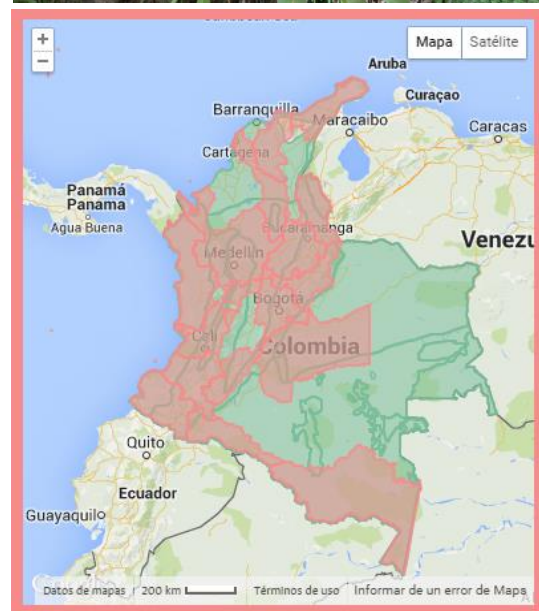 +
−
Mapa Satélite
Aruba
Curaçao
Barranquilla
Maracaibo
Caracas
Cartagena
Panamá
Panama
Agua Buena
Bucaramanga
Medellín
Venezu
Bogotá
Cali
Colombia
Quito
Ecuador
Guayaquil
Datos de mapas 200 km Términos de uso Informar de un error de Maps